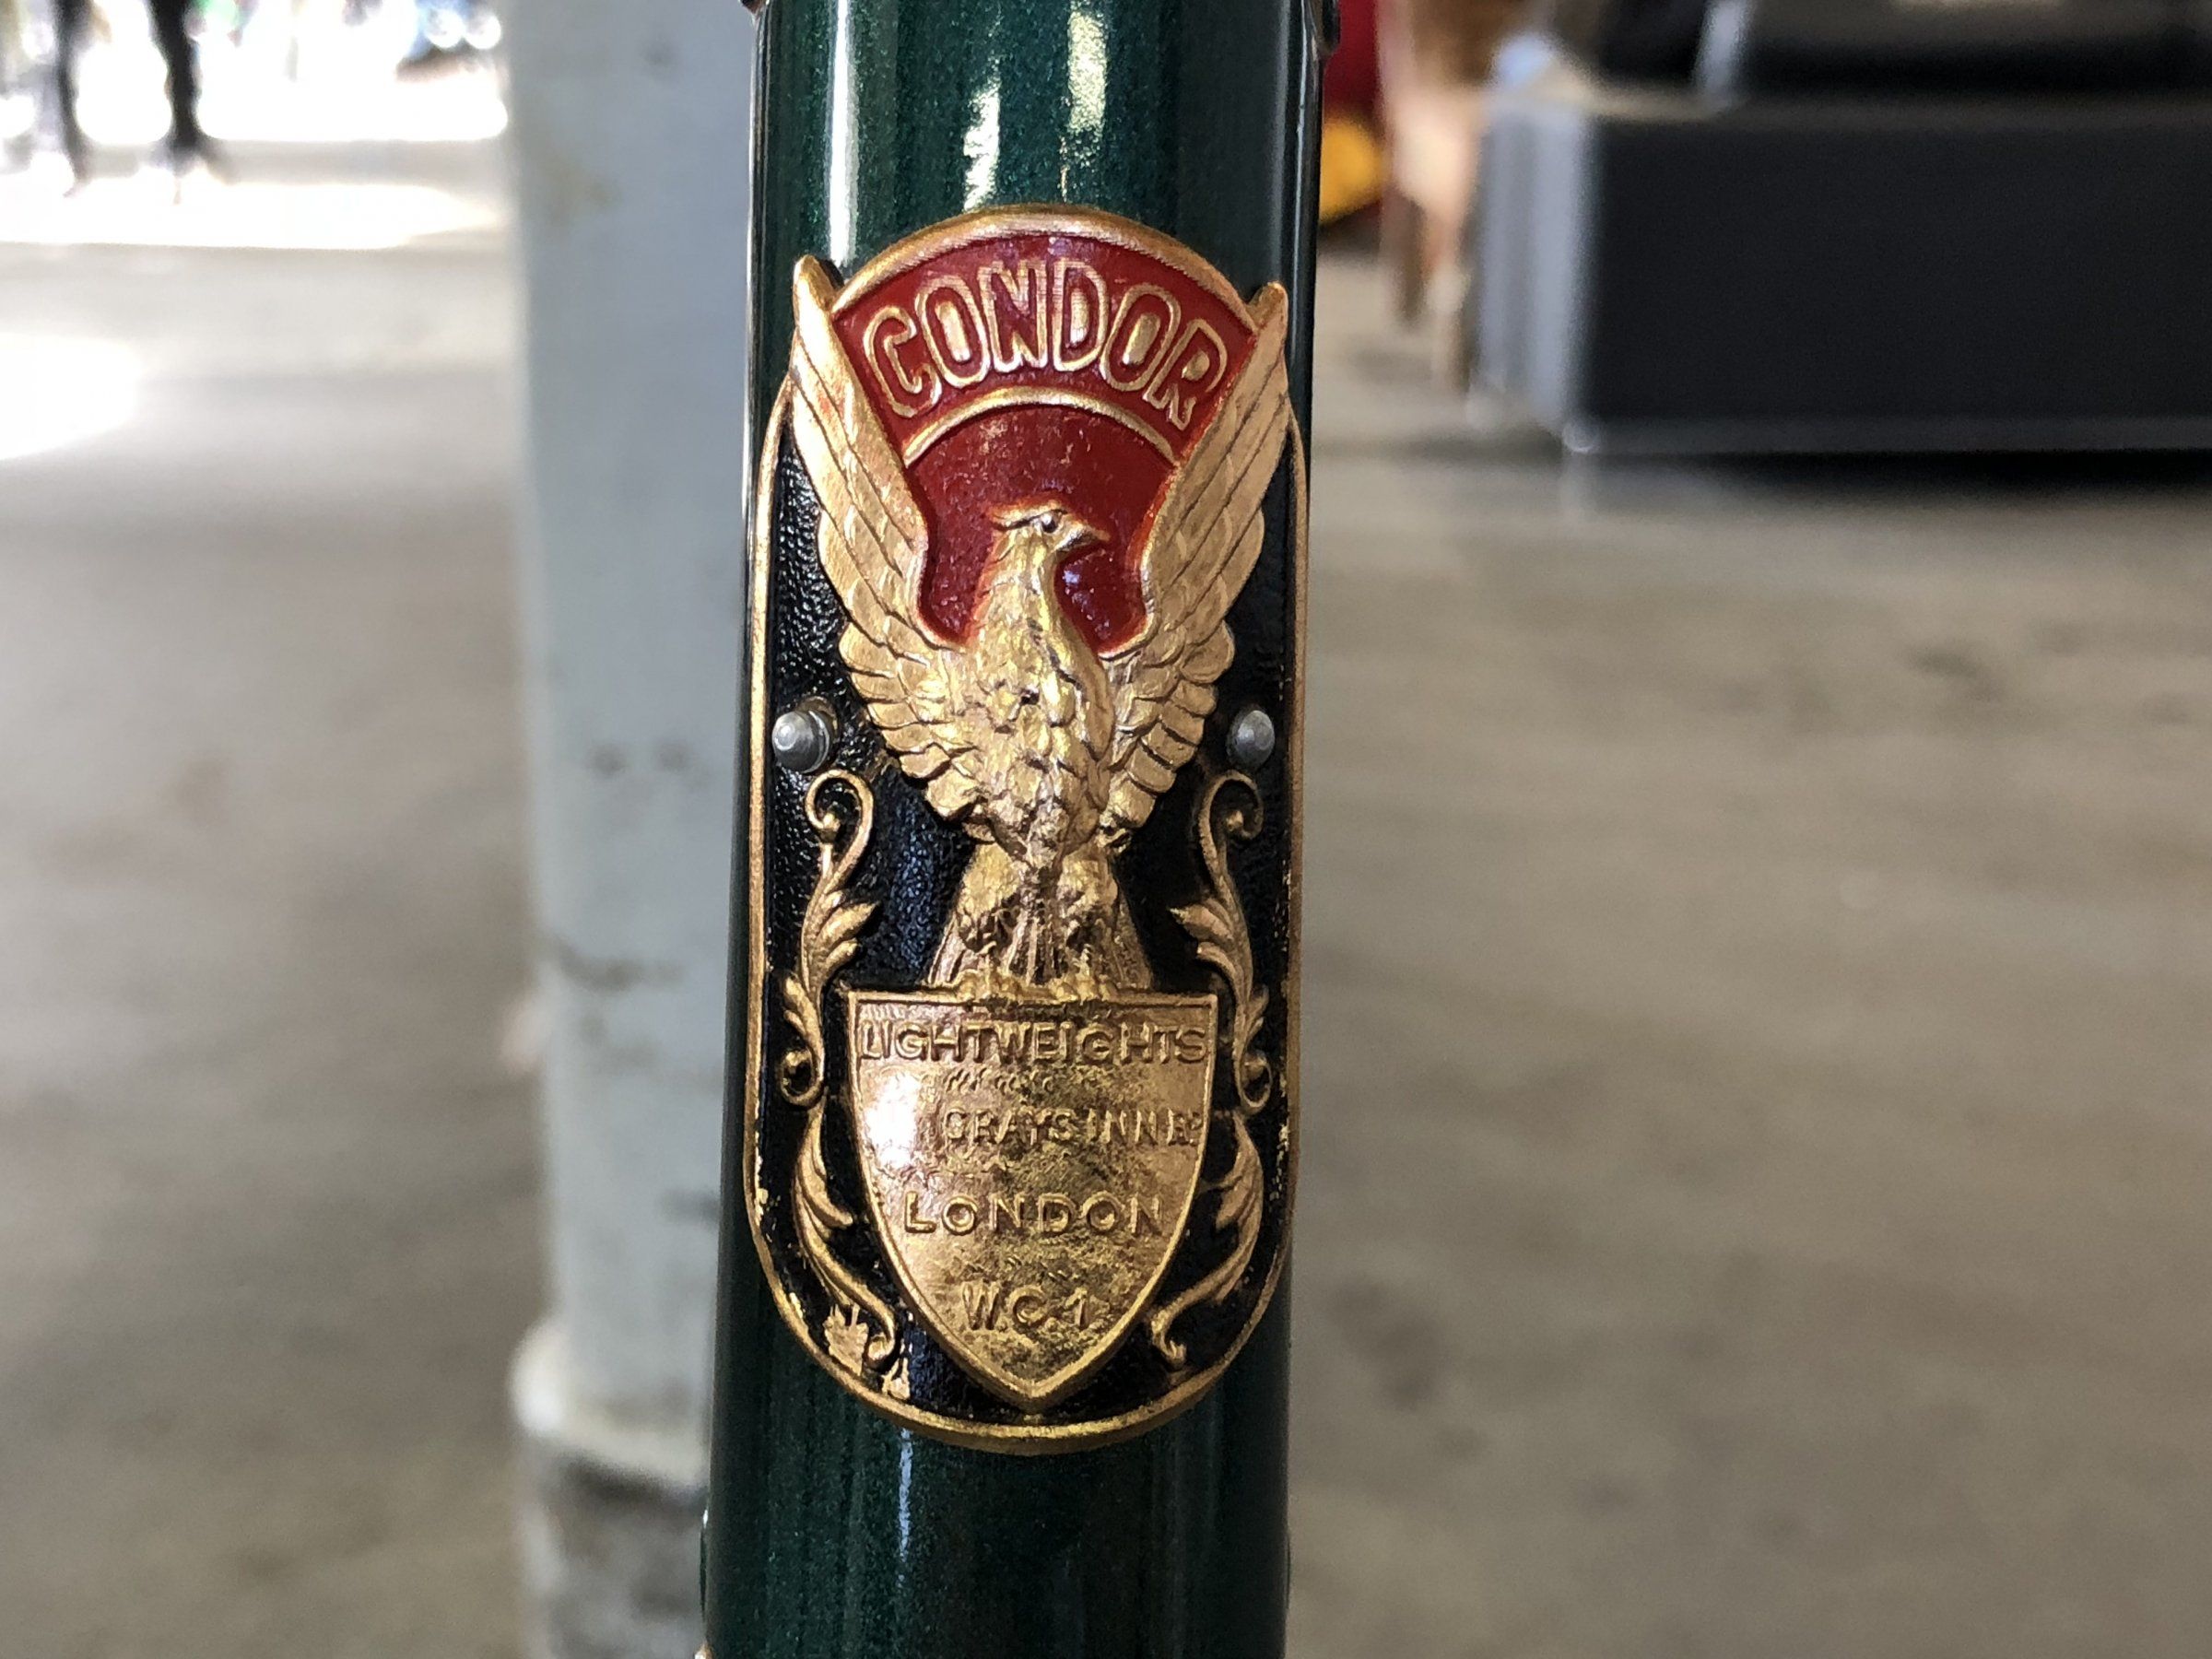 CONDOR
LIGHTWEIGHTS
GRAYS INN RD
LONDON
W.C.1